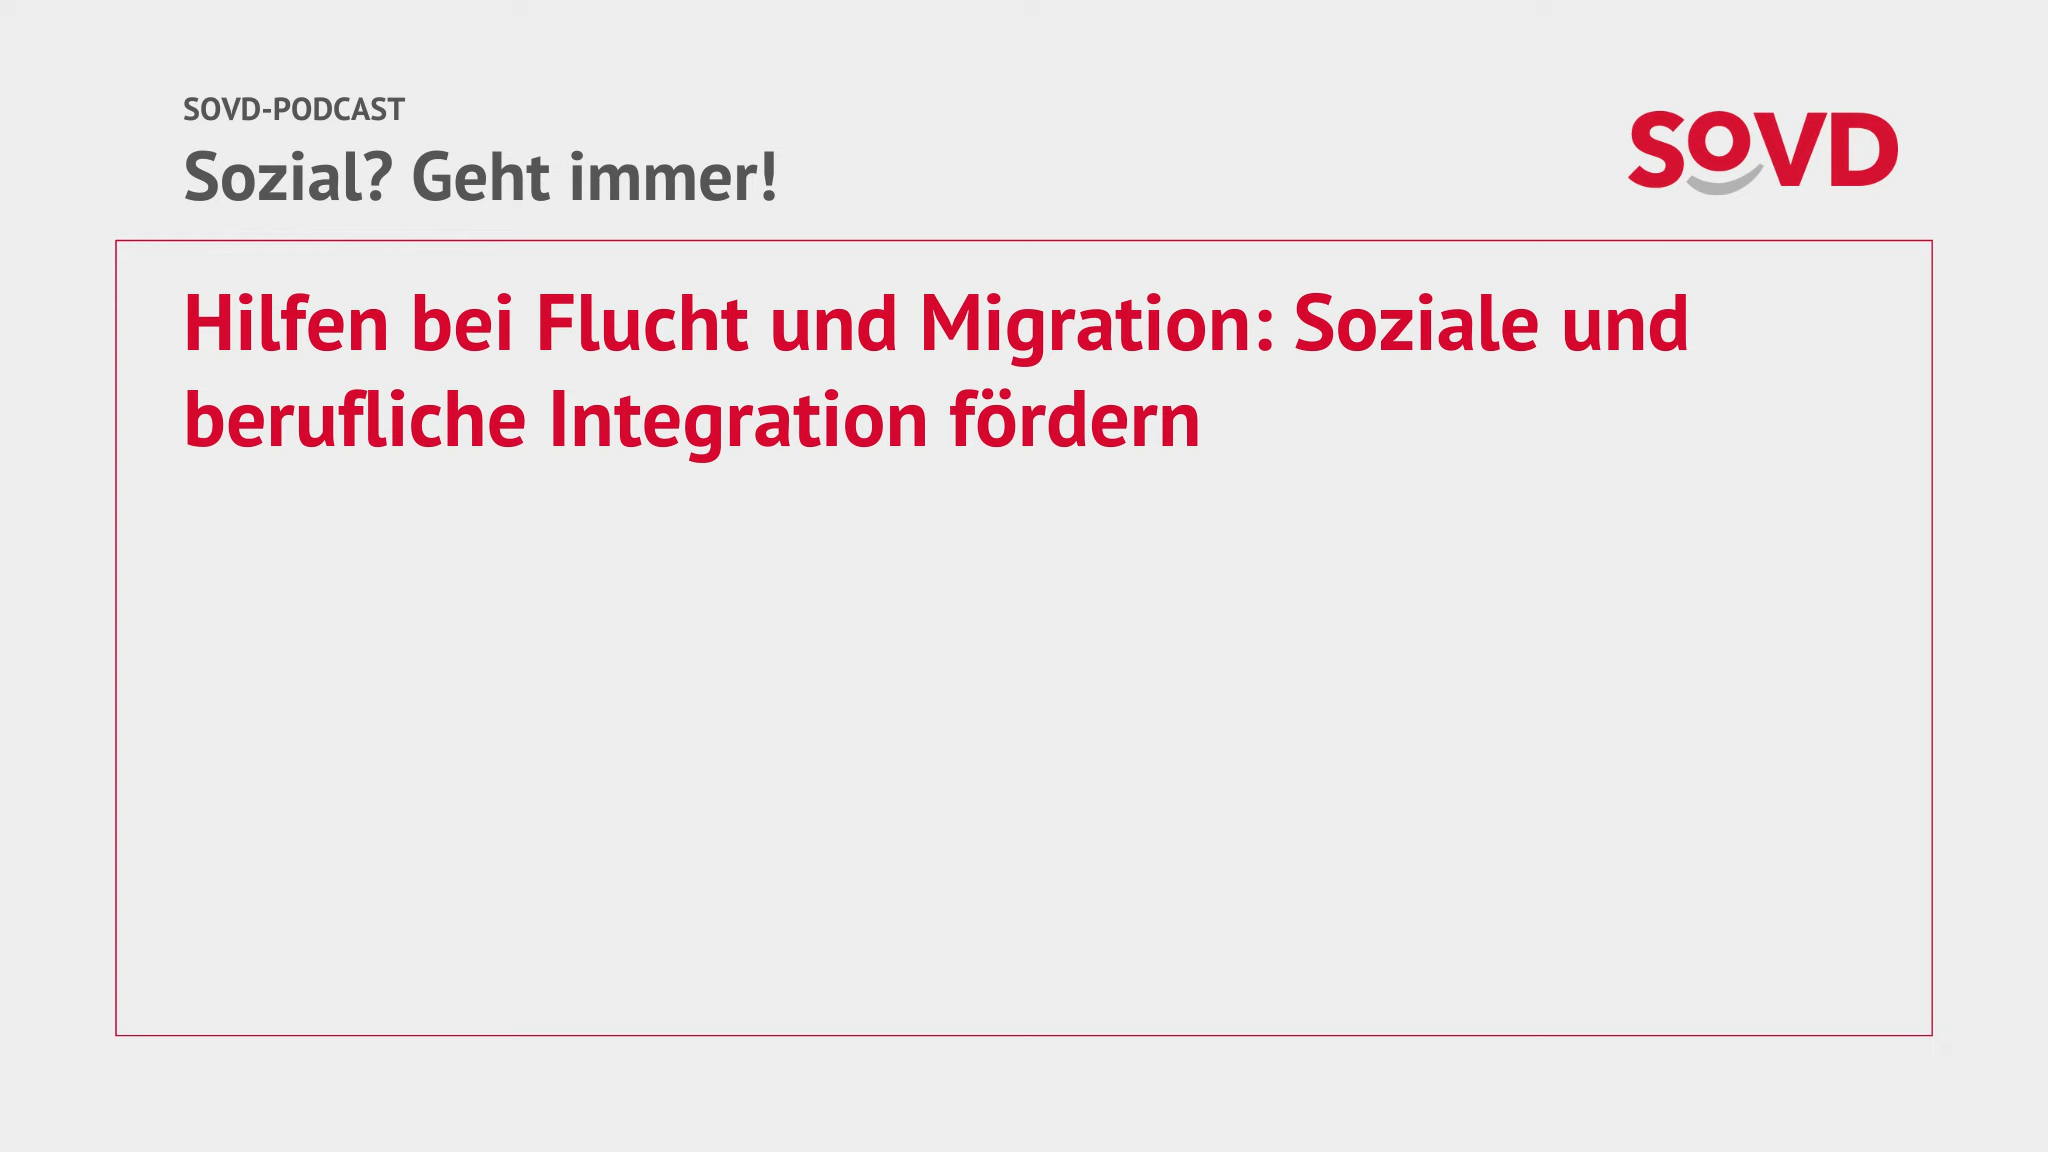 SOVD-PODCAST
Sozial? Geht immer!
SOVD
Hilfen bei Flucht und Migration: Soziale und
berufliche Integration fördern